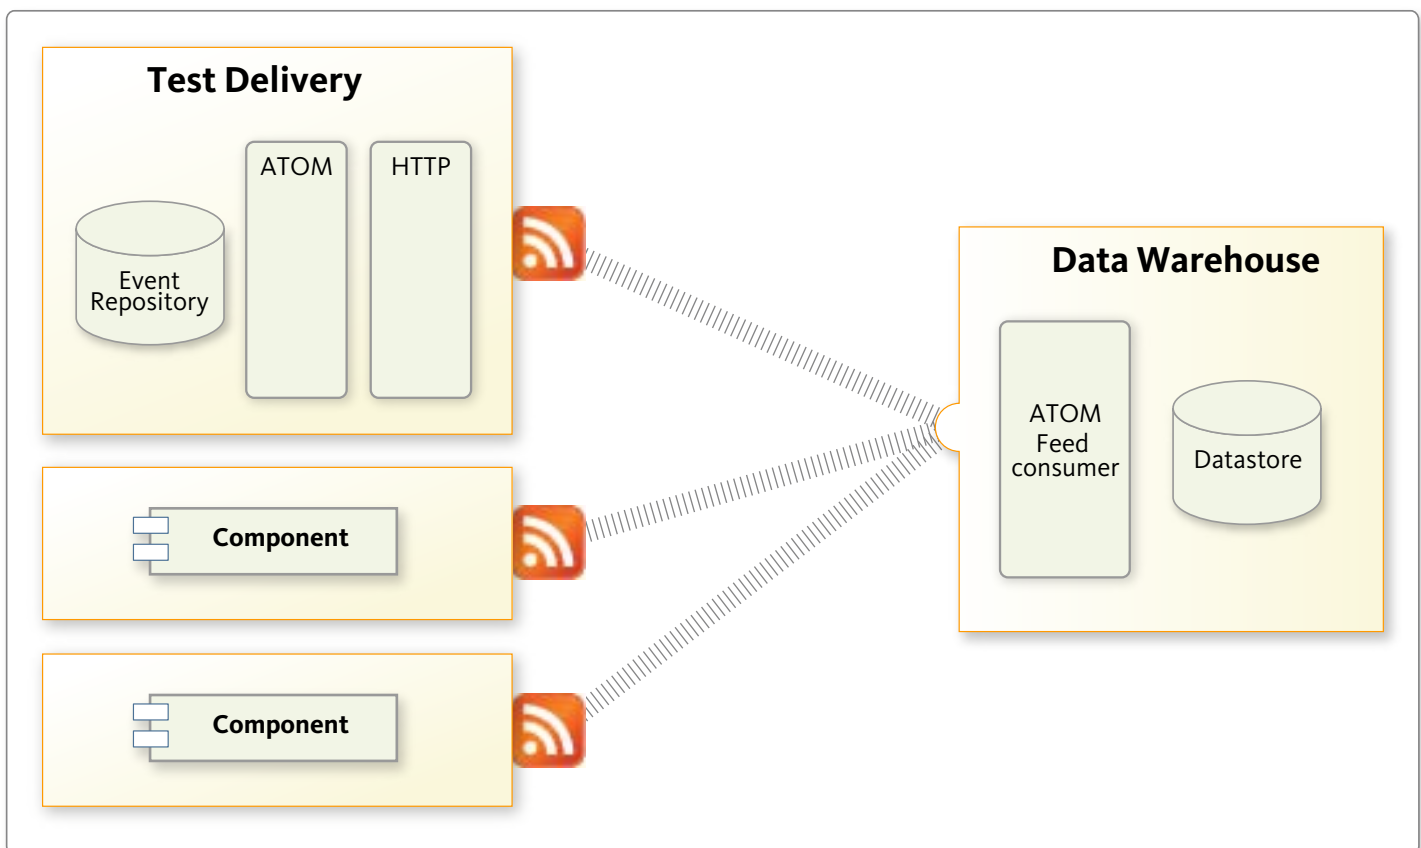 Test Delivery
ATOM
HTTP
Event
Repository
Component
Component
Data Warehouse
ATOM
Feed
consumer
Datastore